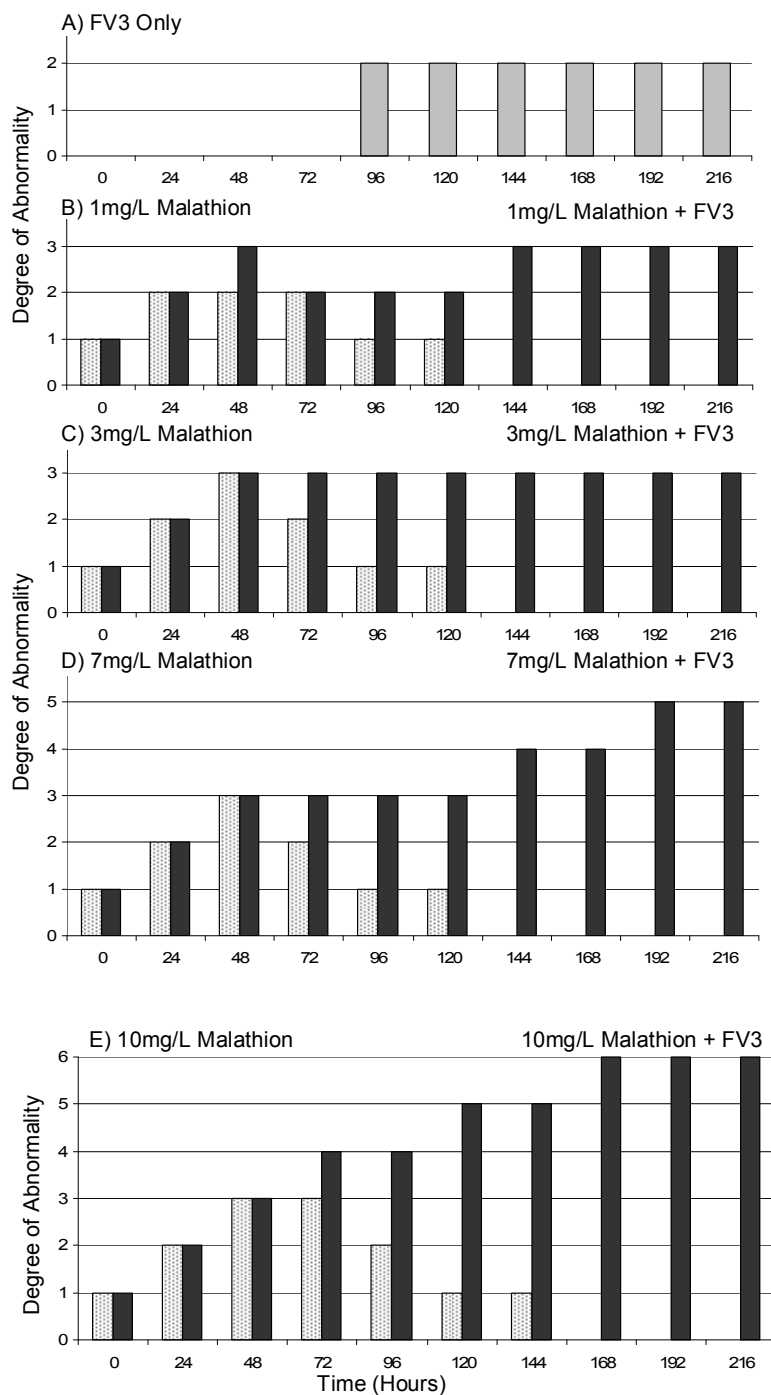 A) FV3 Only
Degree of Abnormality
2
1
0
0 24 48 72 96 120 144 168 192 216
B) 1mg/L Malathion 1mg/L Malathion + FV3
3
2
1
0
0 24 48 72 96 120 144 168 192 216
C) 3mg/L Malathion 3mg/L Malathion + FV3
Degree of Abnormality
3
2
1
0
0 24 48 72 96 120 144 168 192 216
D) 7mg/L Malathion 7mg/L Malathion + FV3
5
4
3
2
1
0
0 24 48 72 96 120 144 168 192 216
E) 10mg/L Malathion 10mg/L Malathion + FV3
Degree of Abnormality
6
5
4
3
2
1
0
0 24 48 72 96 120 144 168 192 216
Time (Hours)